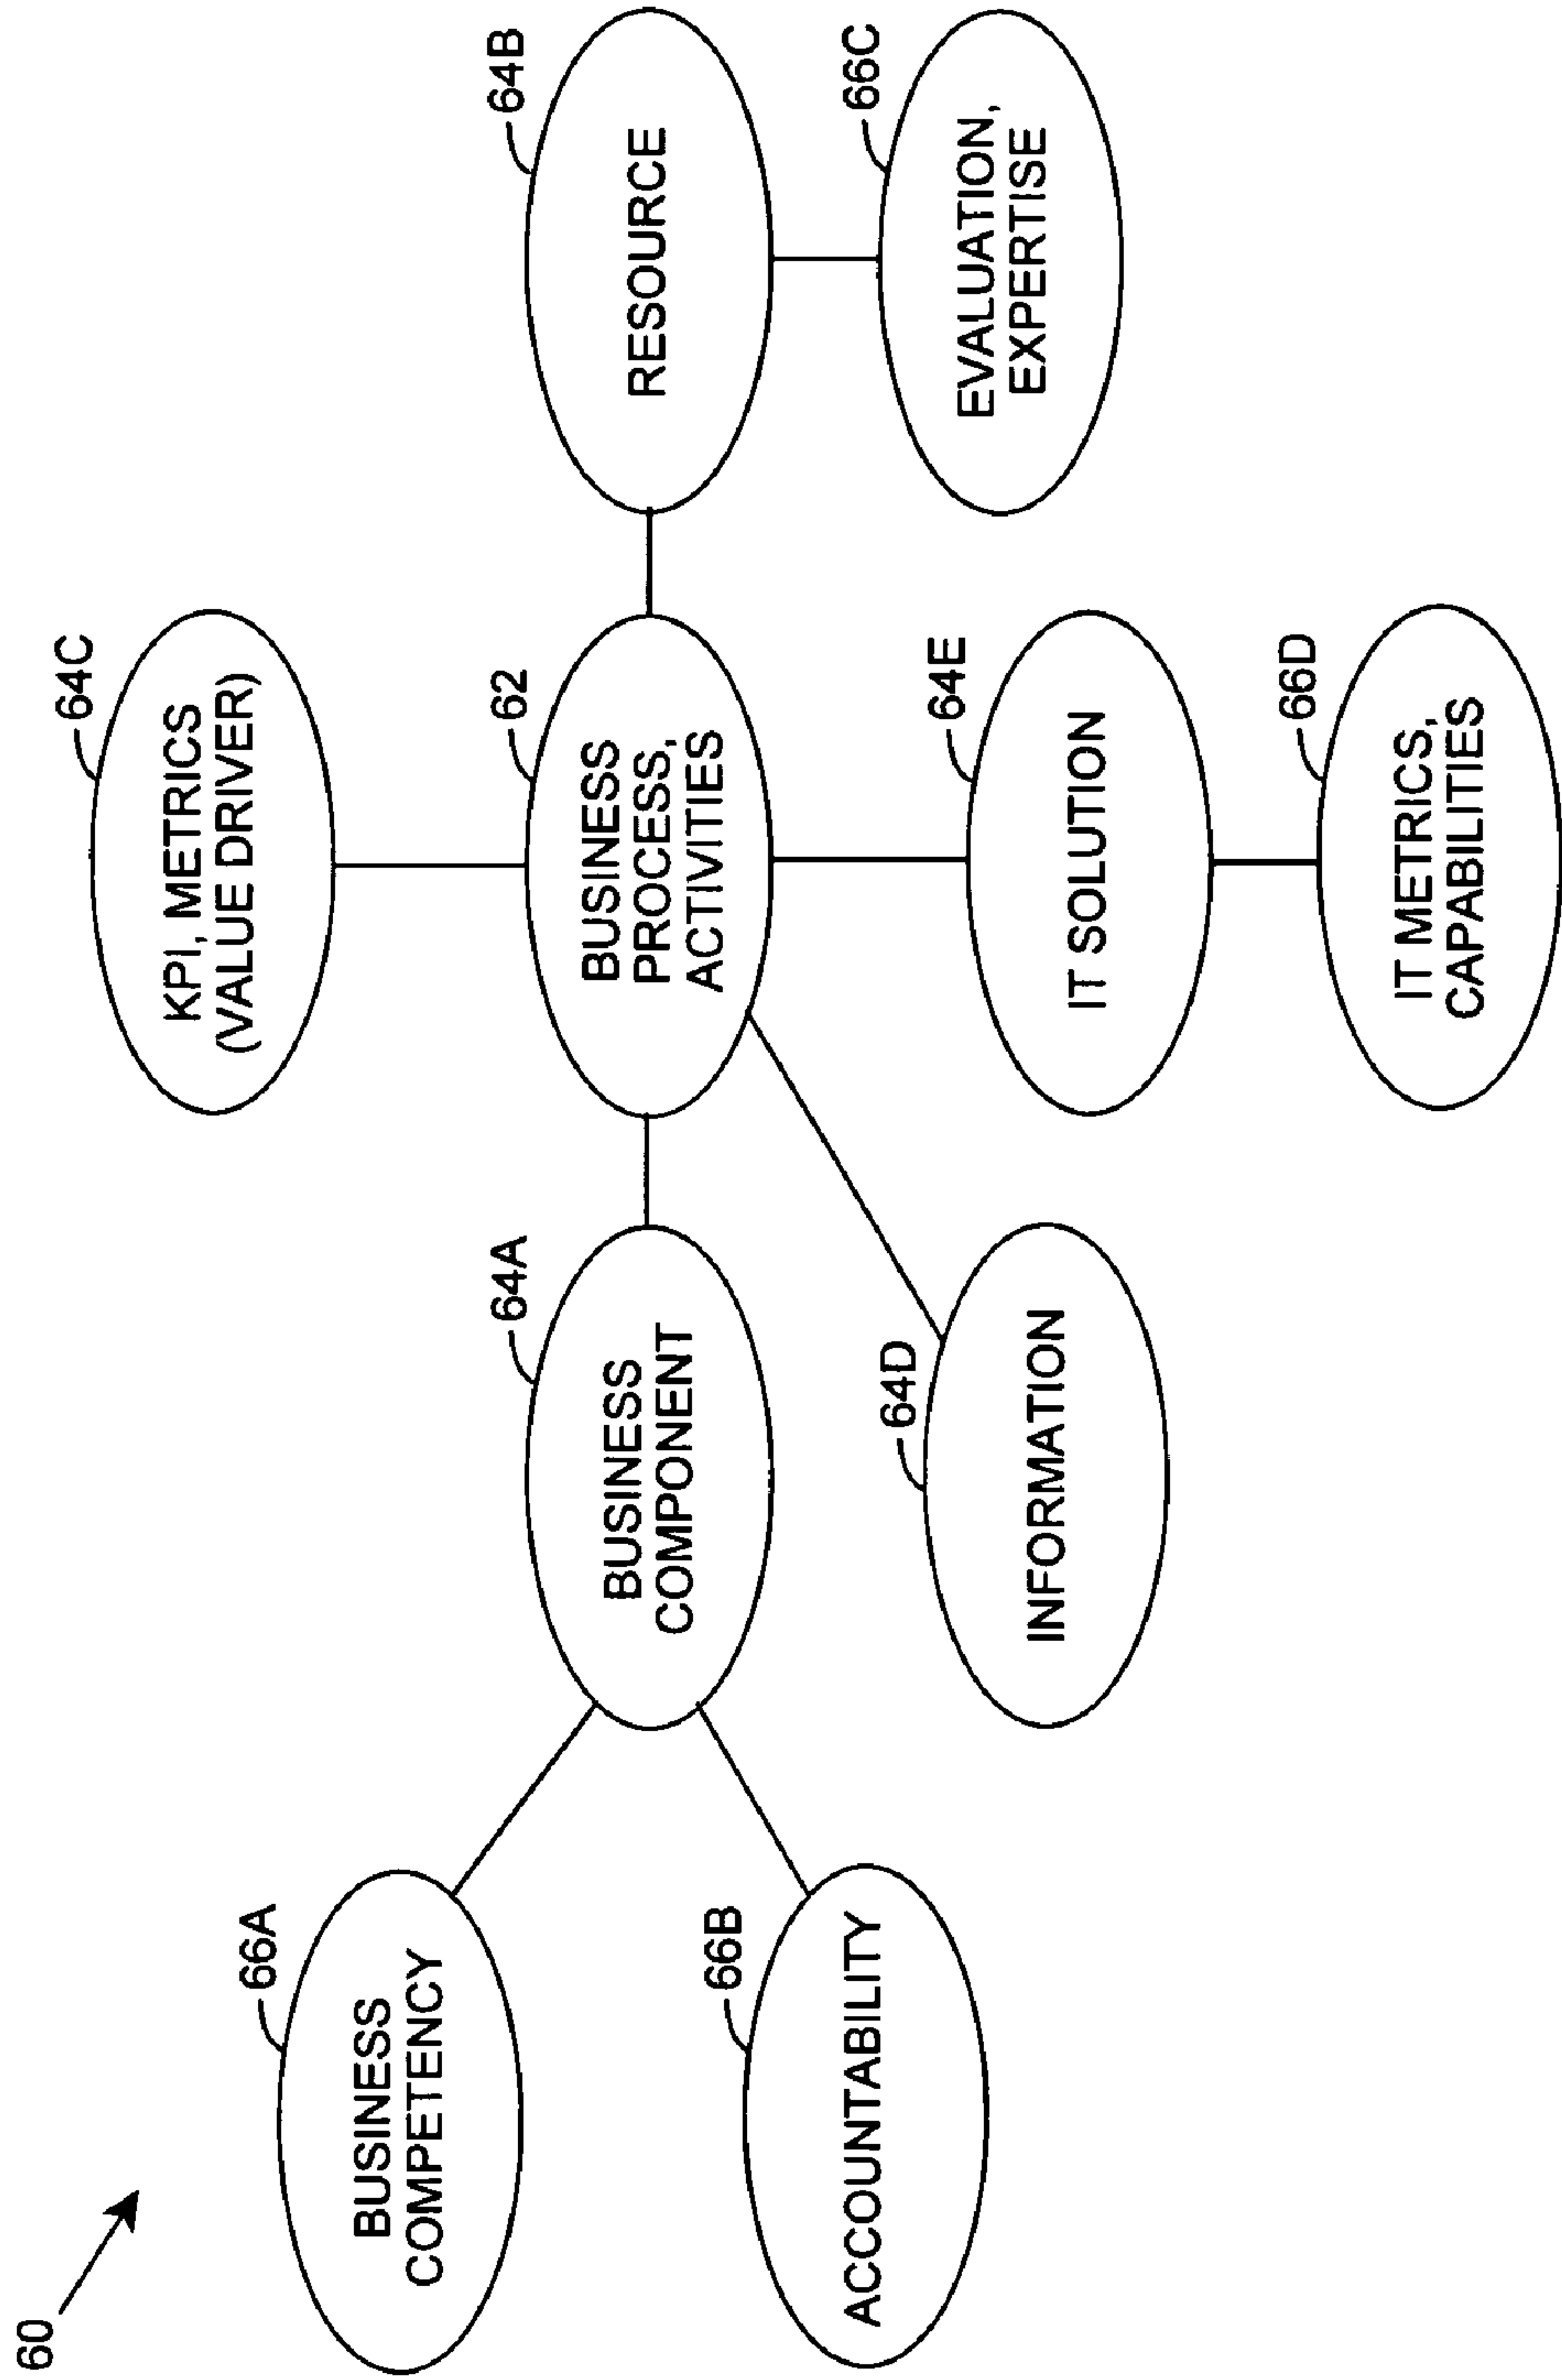 60
64C
KPI, METRICS
(VALUE DRIVER)
66A
BUSINESS
COMPETENCY
64A
BUSINESS
COMPONENT
62
BUSINESS
PROCESS,
ACTIVITIES
64B
RESOURCE
66B
ACCOUNTABILITY
64D
INFORMATION
64E
IT SOLUTION
66C
EVALUATION,
EXPERTISE
66D
IT METRICS,
CAPABILITIES